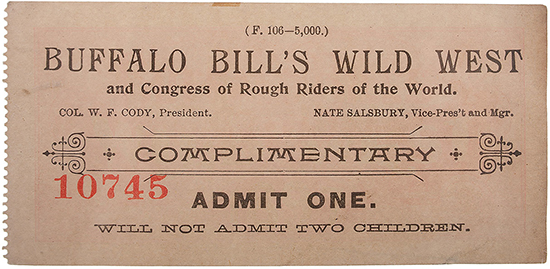 (F. 106—5,000.)
BUFFALO BILL'S WILD WEST
and Congress of Rough Riders of the World.
COL. W. F. CODY, President. NATE SALSBURY, Vice-Pres't and Mgr.
COMPLIMENTARY
10745
ADMIT ONE.
WILL NOT ADMIT TWO CHILDREN.